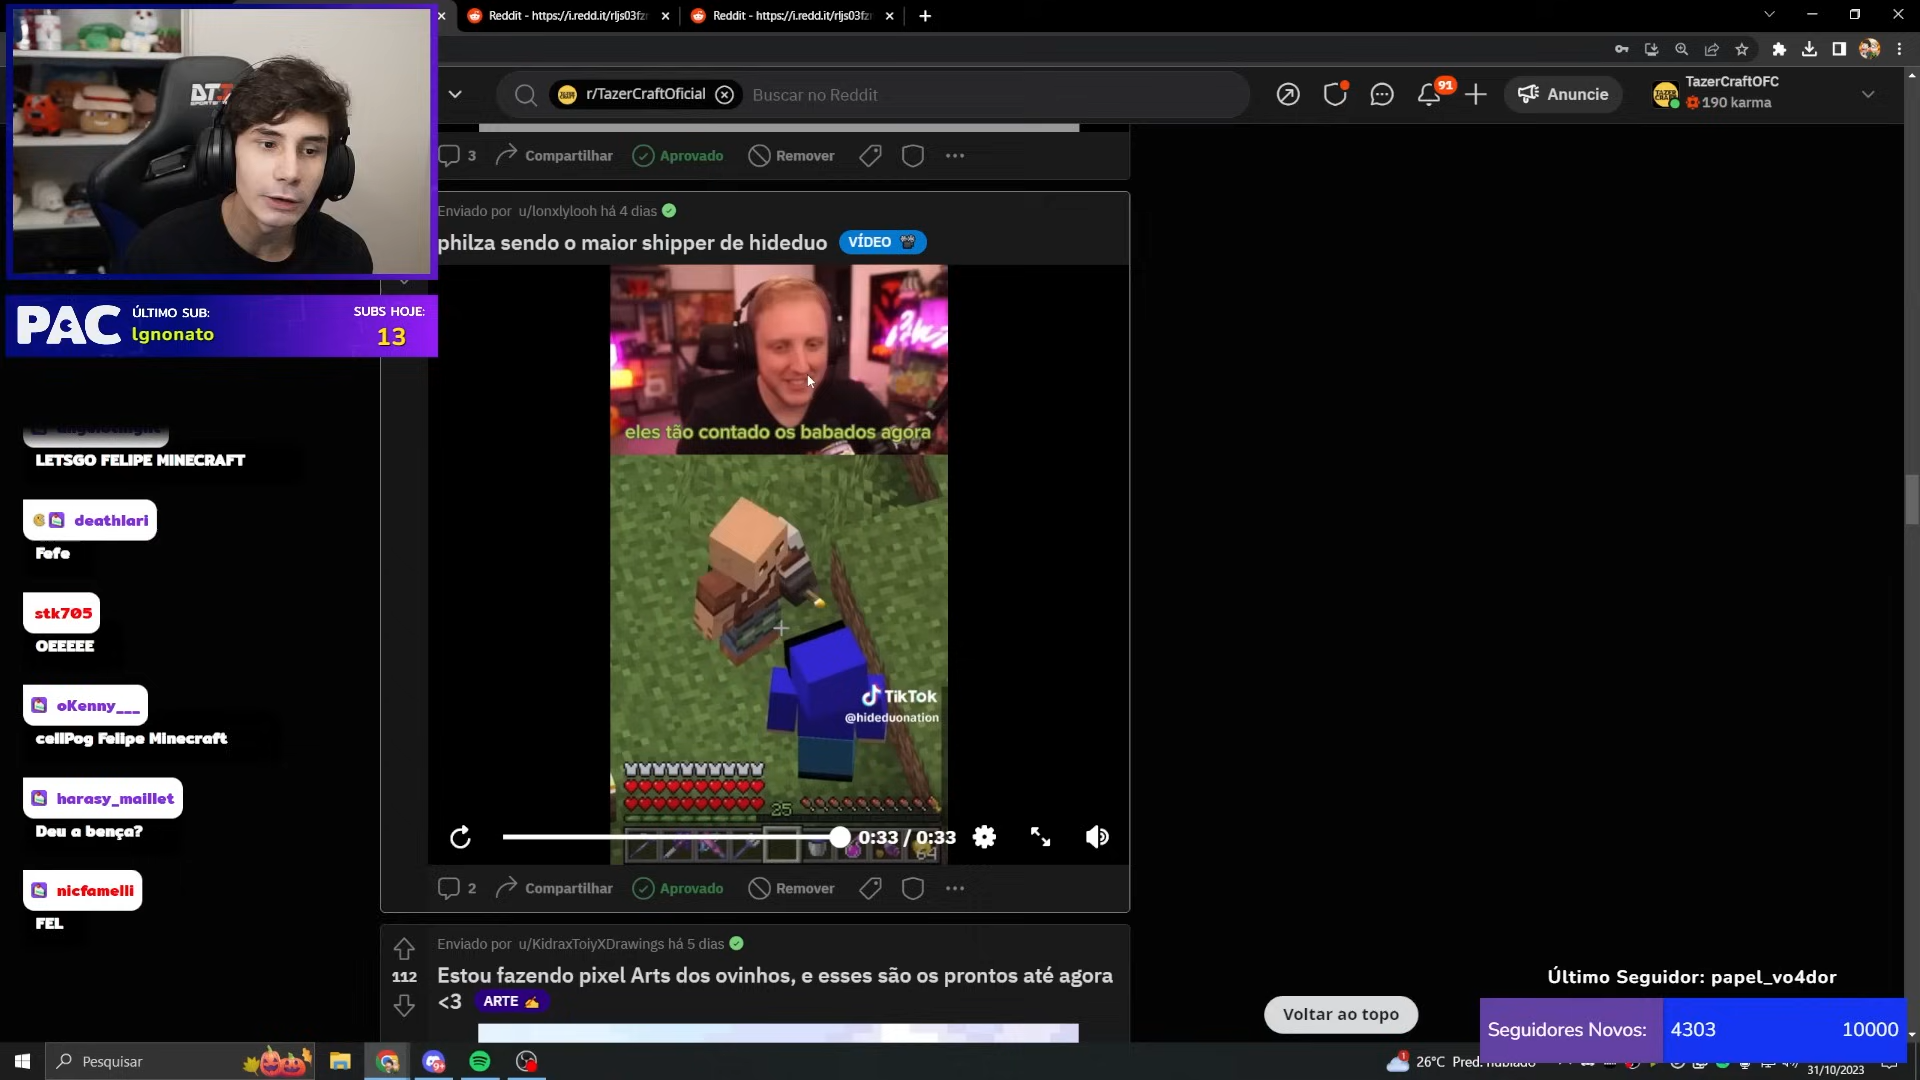 Reddit - https://i.redd.it/rljs03fz
Reddit - https://i.redd.it/rljs03fz
r/TazerCraftOficial
Buscar no Reddit
91
Anuncie
TazerCraftOFC
190 karma
3
Compartilhar
Aprovado
Remover
Enviado por u/lonxlylooh há 4 dias
philza sendo o maior shipper de hideduo
VÍDEO
PAC
ÚLTIMO SUB:
lgnonato
SUBS HOJE:
13
eles tão contado os babados agora
LETSGO FELIPE MINECRAFT
deathlari
Fefe
stk705
OEEEEE
oKenny___
cellPog Felipe Minecraft
harasy_maillet
Deu a bença?
nicfamelli
FEL
TikTok
@hideduonation
25
64
0:33 / 0:33
2
Compartilhar
Aprovado
Remover
Enviado por u/KidraxToiyXDrawings há 5 dias
112
Estou fazendo pixel Arts dos ovinhos, e esses são os prontos até agora
<3
ARTE
Voltar ao topo
Último Seguidor: papel_vo4dor
Seguidores Novos:
4303
10000
Pesquisar
26°C
Pred. nublado
31/10/2023